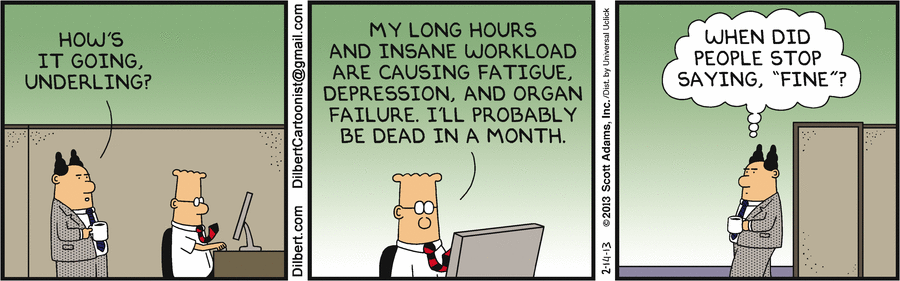 HOW'S
IT GOING,
UNDERLING?
Dilbert.com DilbertCartoonist@gmail.com
MY LONG HOURS
AND INSANE WORKLOAD
ARE CAUSING FATIGUE,
DEPRESSION, AND ORGAN
FAILURE. I'LL PROBABLY
BE DEAD IN A MONTH.
2-14-13 ©2013 Scott Adams, Inc. /Dist. by Universal Uclick
WHEN DID
PEOPLE STOP
SAYING, "FINE"?